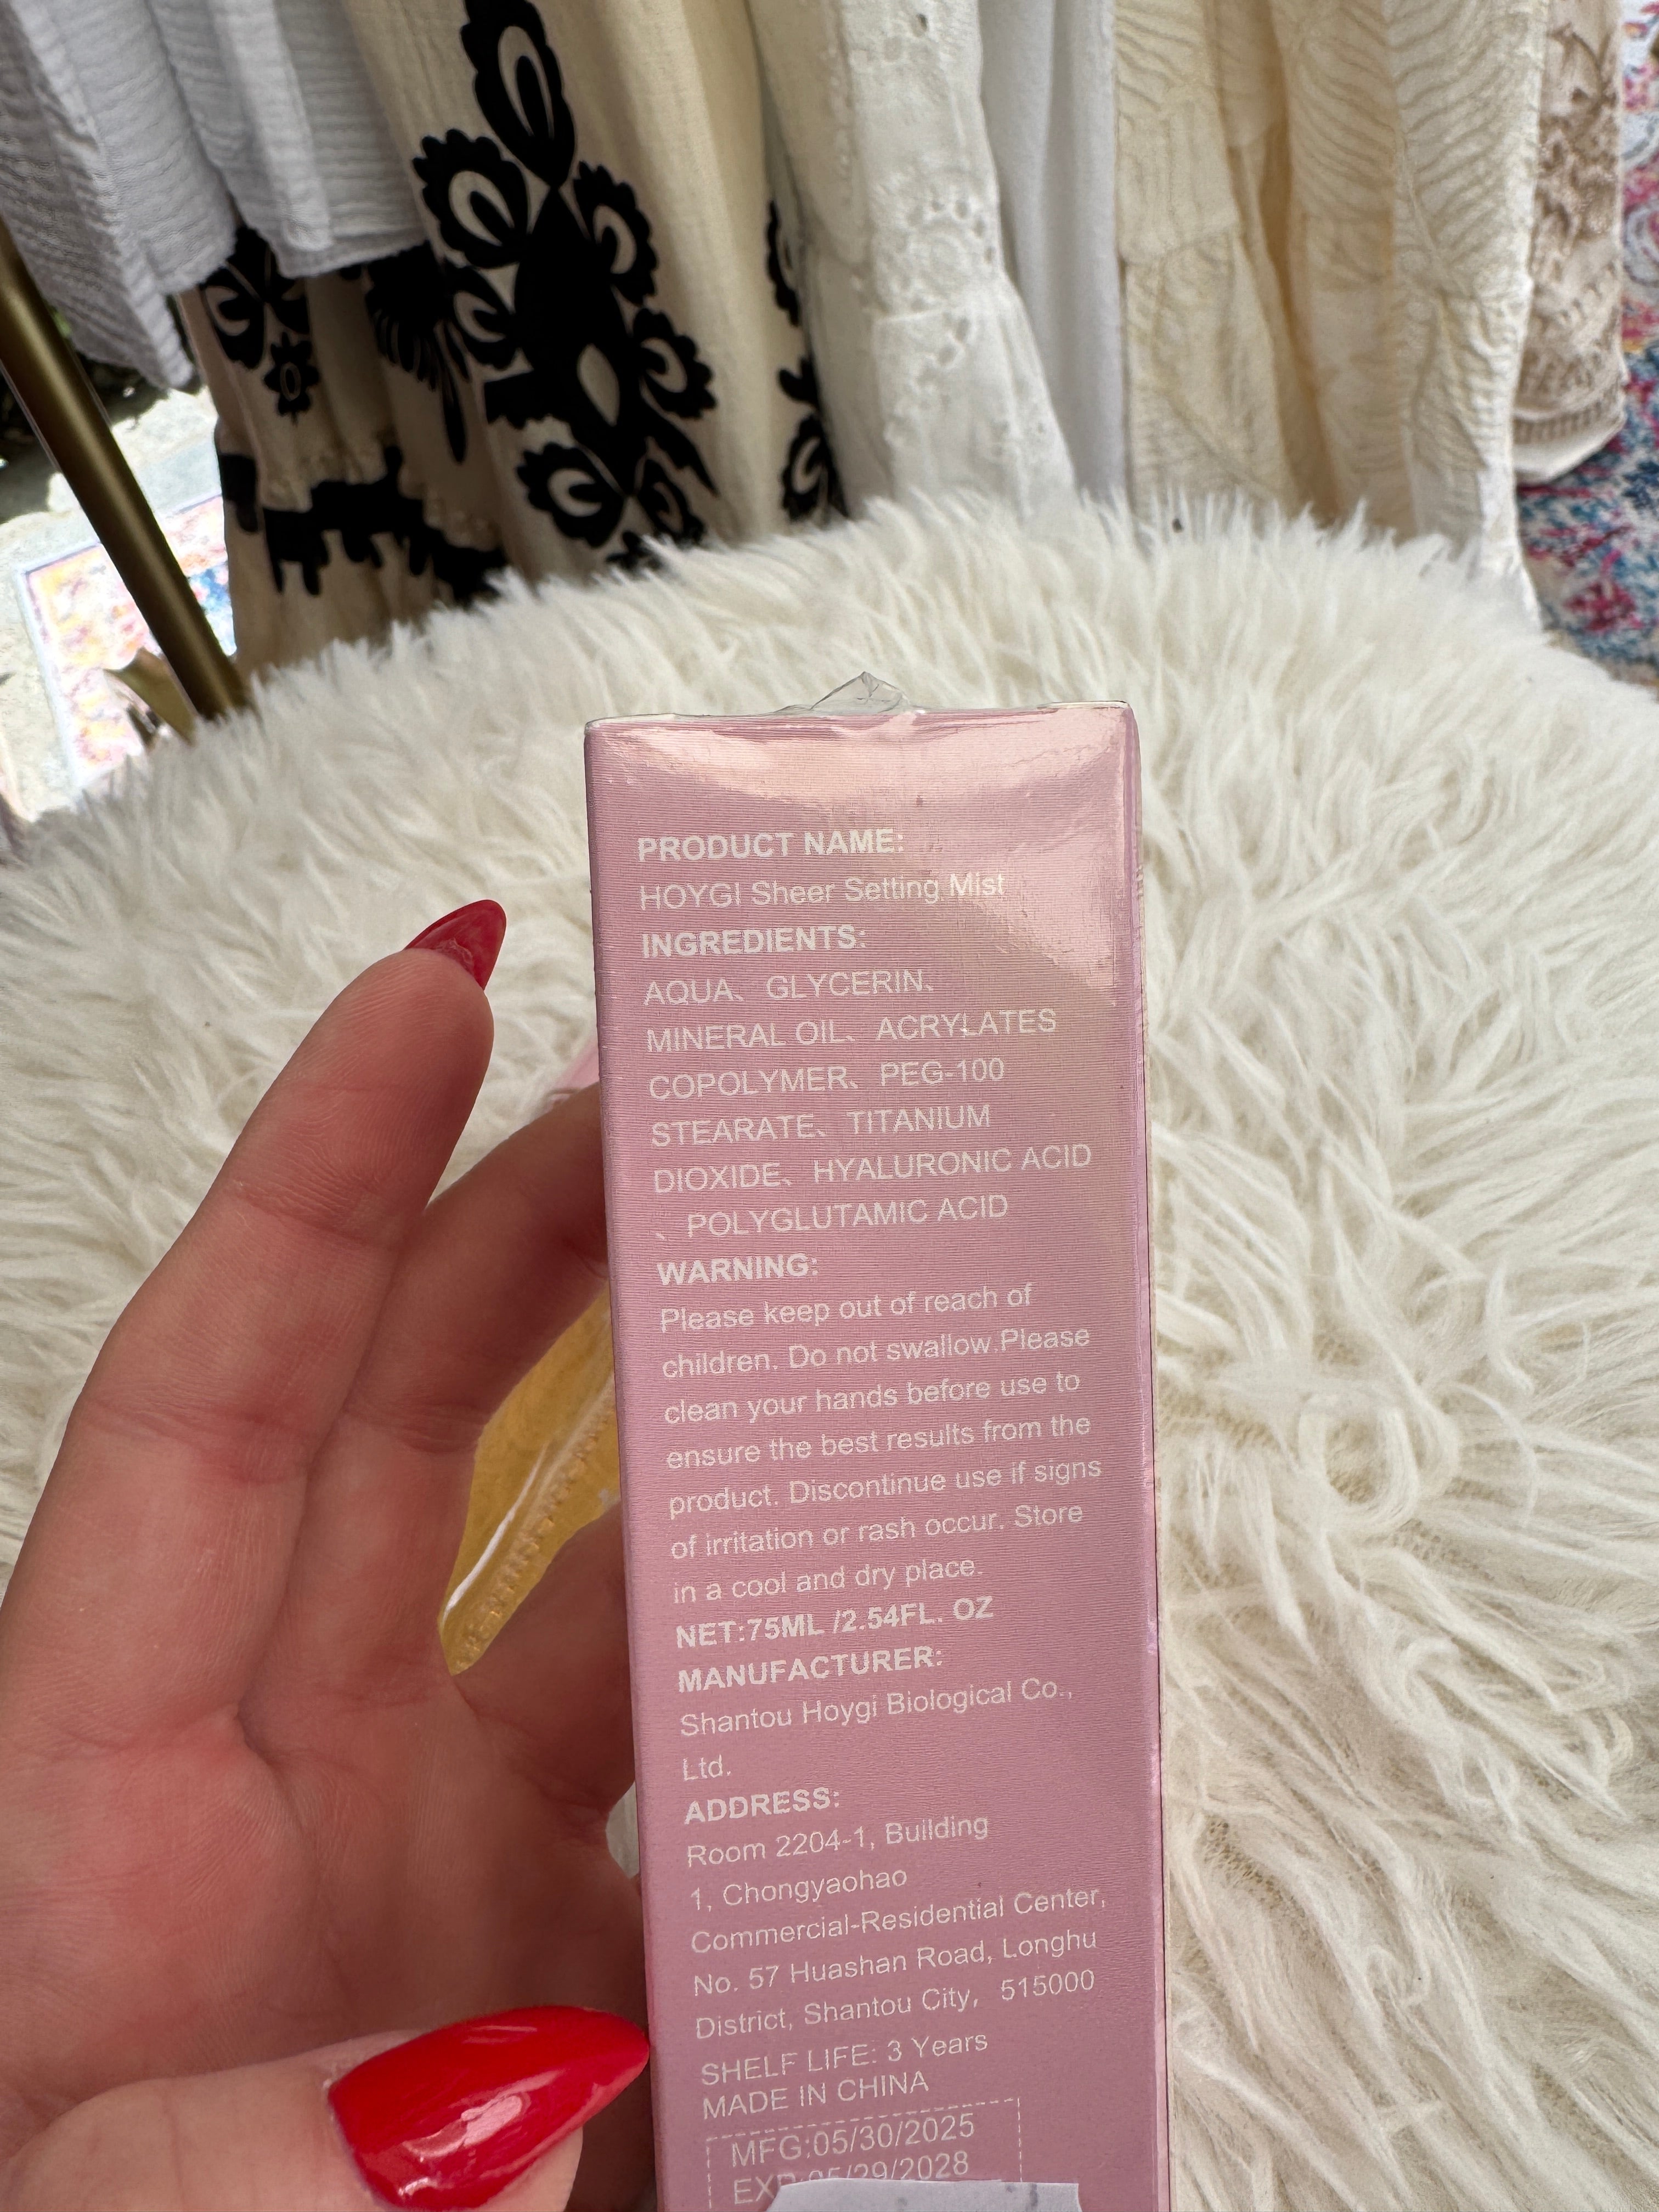 PRODUCT NAME:
HOYGI Sheer Setting Mist
INGREDIENTS:
AQUA、GLYCERIN、
MINERAL OIL、ACRYLATES
COPOLYMER、PEG-100
STEARATE、TITANIUM
DIOXIDE、HYALURONIC ACID
、POLYGLUTAMIC ACID
WARNING:
Please keep out of reach of
children. Do not swallow.Please
clean your hands before use to
ensure the best results from the
product. Discontinue use if signs
of irritation or rash occur. Store
in a cool and dry place.
NET:75ML /2.54FL. OZ
MANUFACTURER:
Shantou Hoygi Biological Co.,
Ltd.
ADDRESS:
Room 2204-1, Building
1, Chongyaohao
Commercial-Residential Center,
No. 57 Huashan Road, Longhu
District, Shantou City, 515000
SHELF LIFE: 3 Years
MADE IN CHINA
MFG:05/30/2025
EXP:05/29/2028